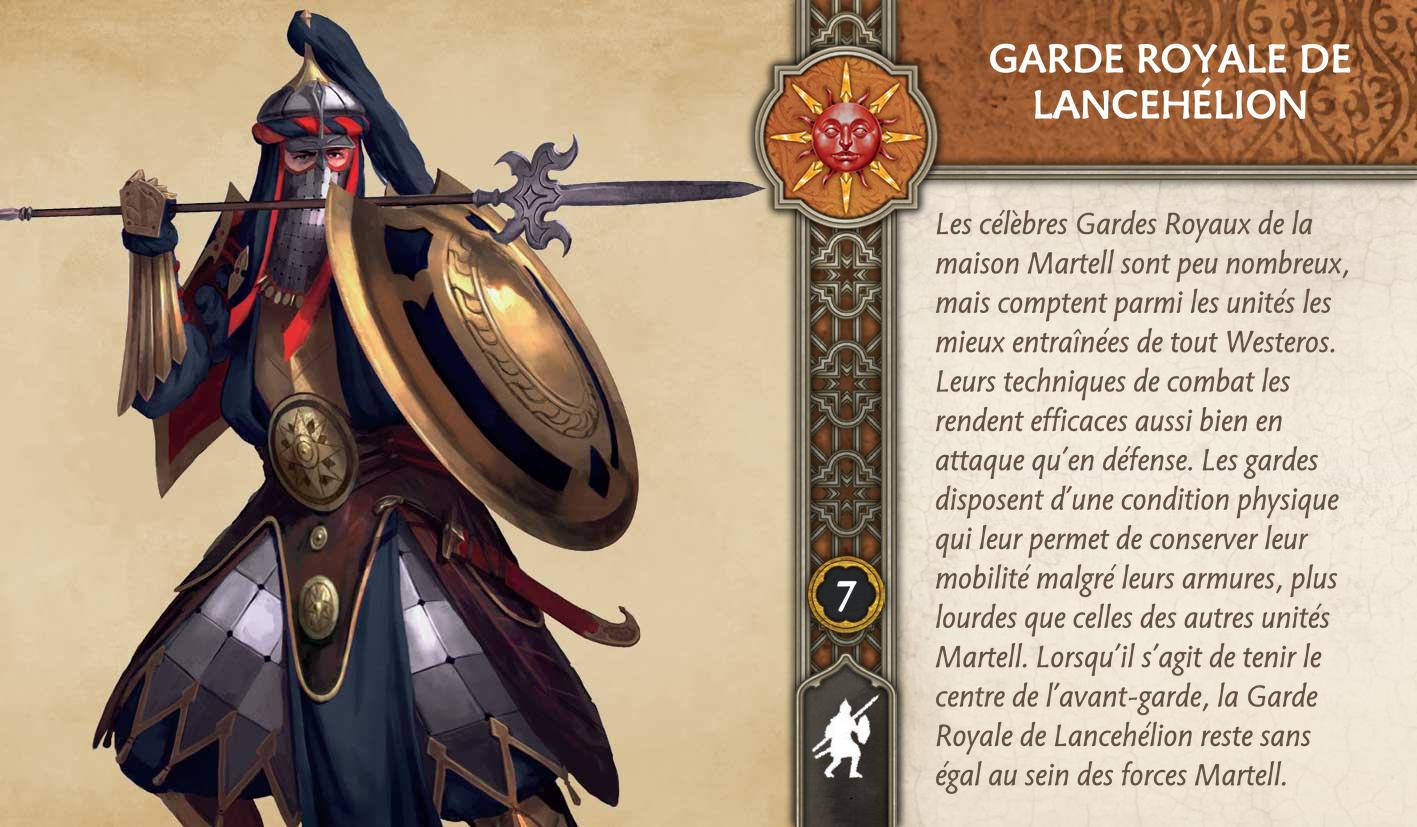 GARDE ROYALE DE
LANCEHÉLION
Les célèbres Gardes Royaux de la
maison Martell sont peu nombreux,
mais comptent parmi les unités les
mieux entraînées de tout Westeros.
Leurs techniques de combat les
rendent efficaces aussi bien en
attaque qu'en défense. Les gardes
disposent d'une condition physique
qui leur permet de conserver leur
mobilité malgré leurs armures, plus
lourdes que celles des autres unités
Martell. Lorsqu'il s'agit de tenir le
centre de l'avant-garde, la Garde
Royale de Lancehélion reste sans
égal au sein des forces Martell.
7